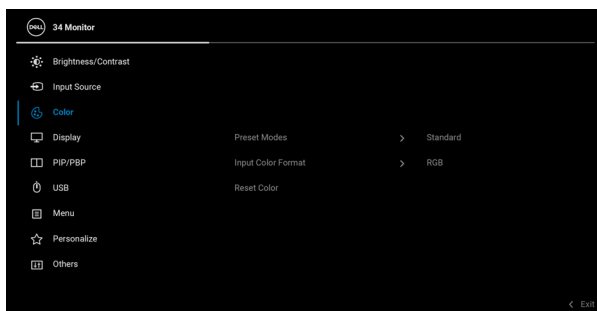 DELL 34 Monitor
Brightness/Contrast
Input Source
Color
Display Preset Modes > Standard
PIP/PBP Input Color Format > RGB
USB Reset Color
Menu
Personalize
Others
< Exit